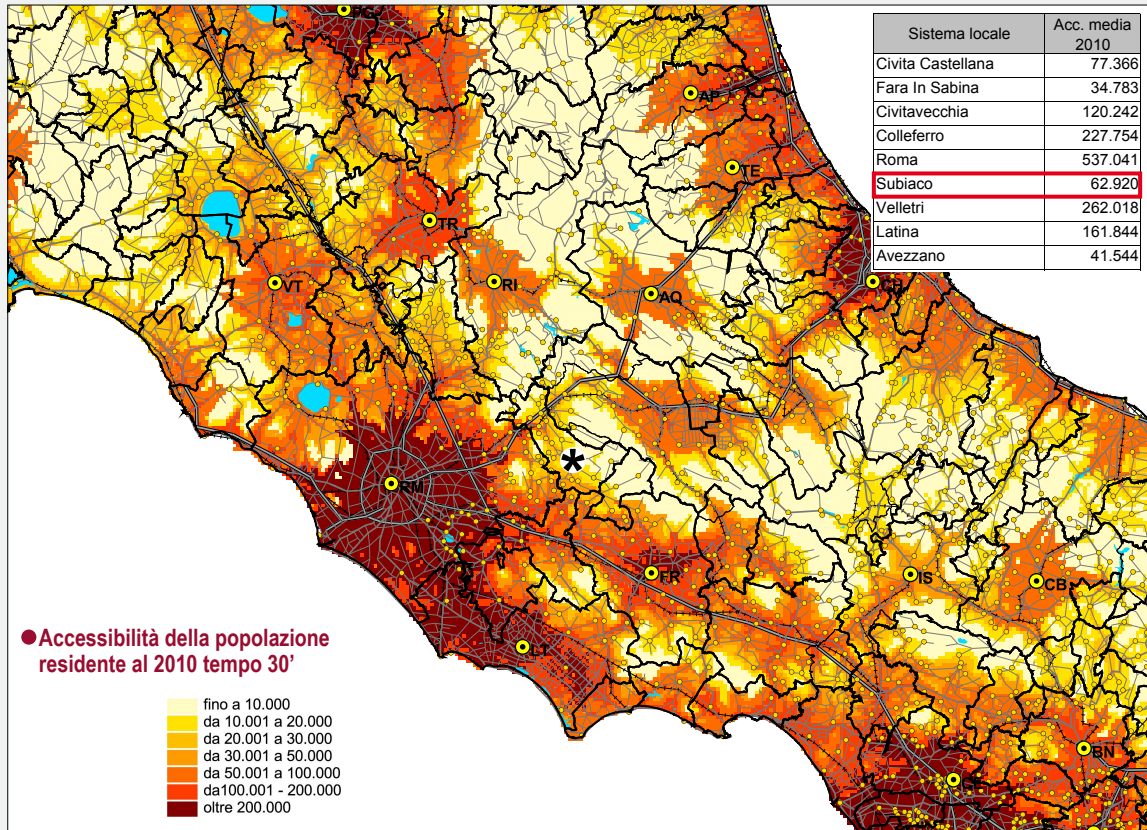 Sistema locale Acc. media 2010
Civita Castellana 77.366
Fara In Sabina 34.783
Civitavecchia 120.242
Colleferro 227.754
Roma 537.041
Subiaco 62.920
Velletri 262.018
Latina 161.844
Avezzano 41.544
AP
TE
TR
VT
RI
AQ
CH
*
RM
FR
IS
CB
LT
BN
●Accessibilità della popolazione
residente al 2010 tempo 30’
fino a 10.000
da 10.001 a 20.000
da 20.001 a 30.000
da 30.001 a 50.000
da 50.001 a 100.000
da100.001 - 200.000
oltre 200.000